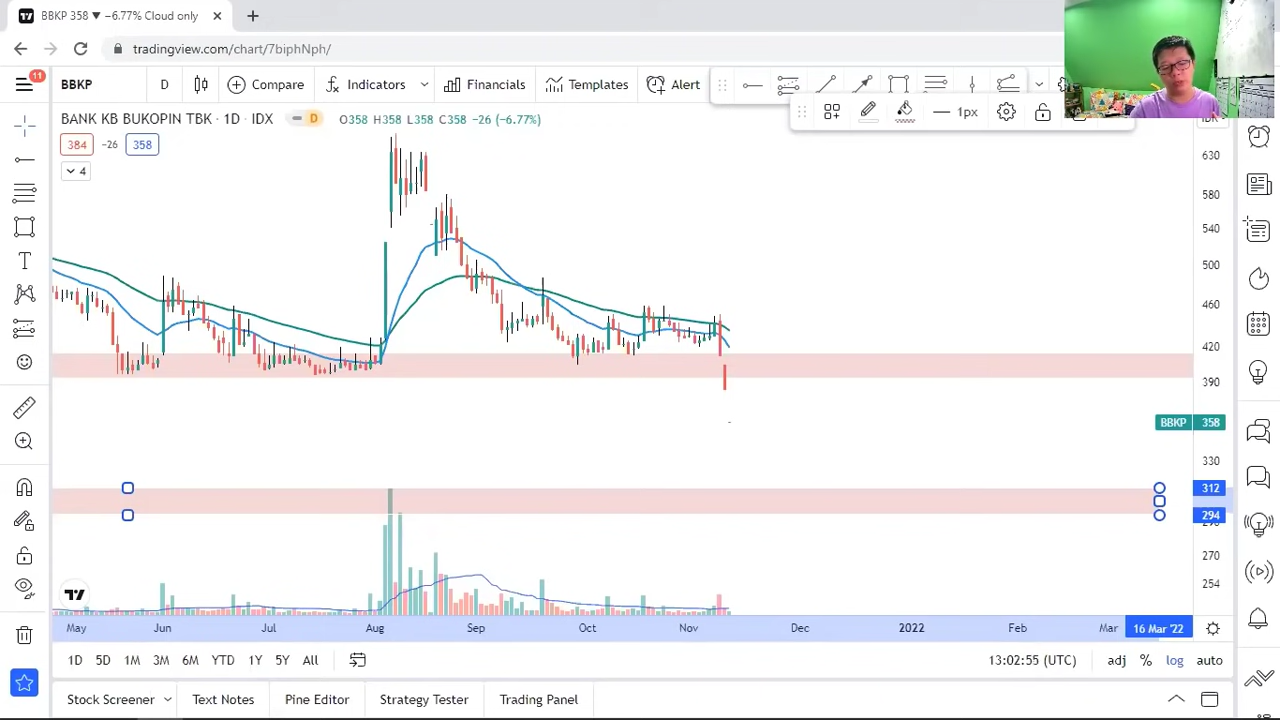 BBKP 358 ▼ −6.77% Cloud only
tradingview.com/chart/7biphNph/
11
BBKP
D
Compare
Indicators
Financials
Templates
Alert
1px
BANK KB BUKOPIN TBK · 1D · IDX
D
O358 H358 L358 C358 −26 (−6.77%)
384
-26
358
4
630
580
540
500
460
420
390
BBKP 358
330
312
294
270
254
May
Jun
Jul
Aug
Sep
Oct
Nov
Dec
2022
Feb
Mar
16 Mar '22
1D 5D 1M 3M 6M YTD 1Y 5Y All
13:02:55 (UTC)
adj % log auto
Stock Screener
Text Notes
Pine Editor
Strategy Tester
Trading Panel